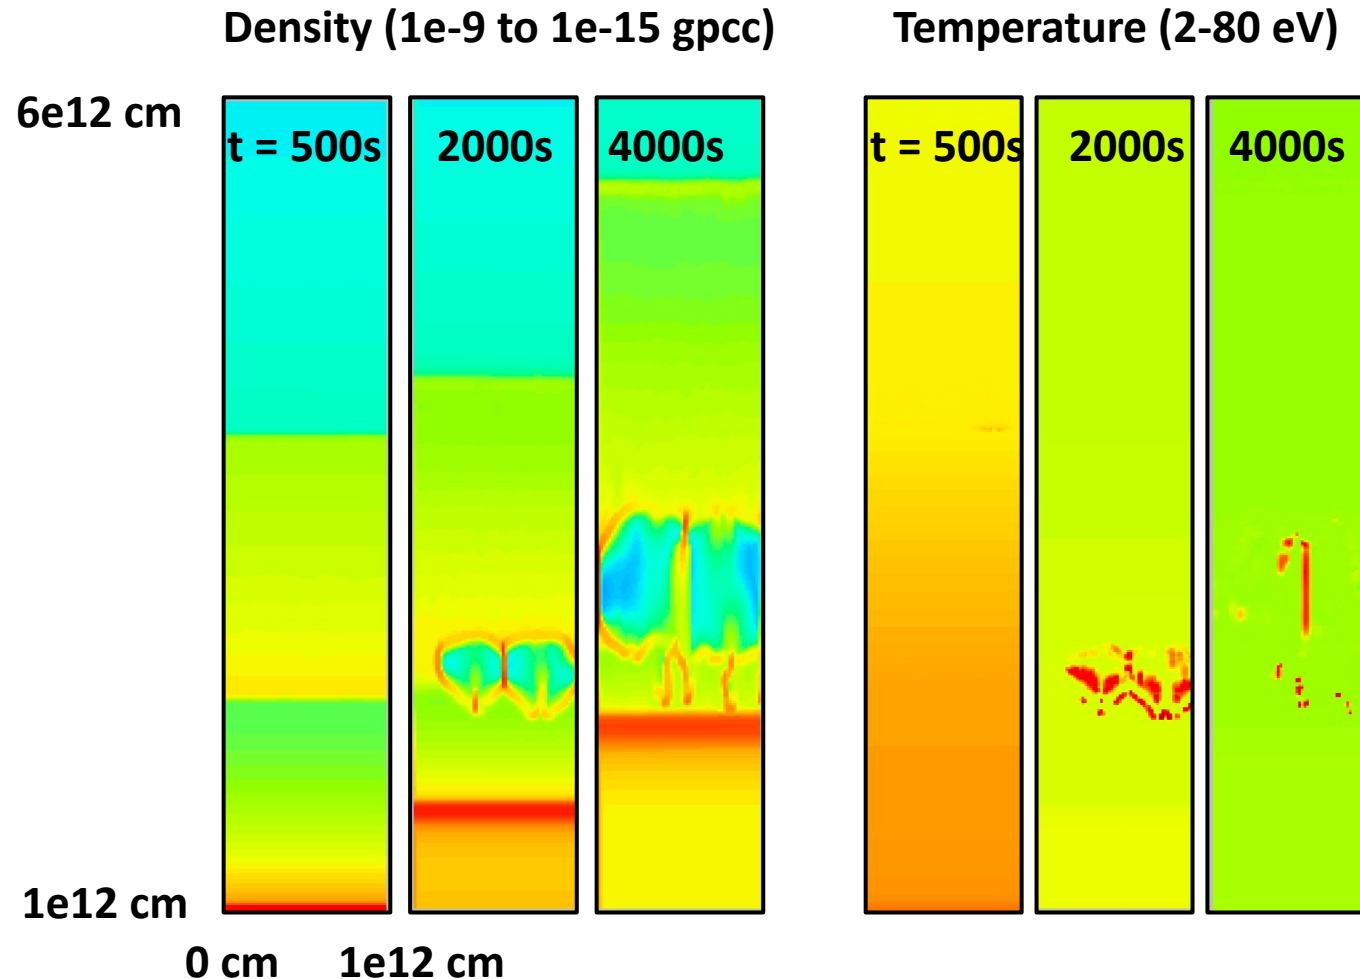 Density (1e-9 to 1e-15 gpcc)
Temperature (2-80 eV)
6e12 cm
t = 500s
2000s
4000s
t = 500s
2000s
4000s
1e12 cm
0 cm
1e12 cm